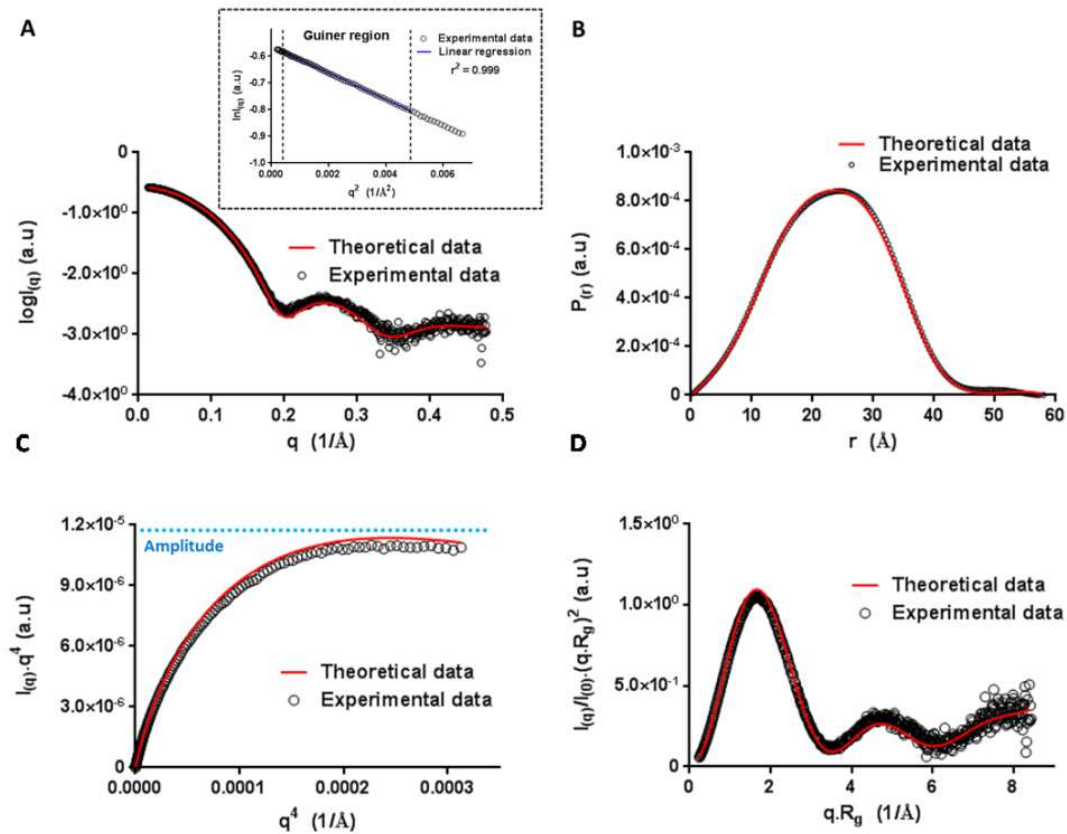 A
Guiner region
Experimental data
Linear regression
r² = 0.999
lnI(q) (a.u)
-0.5
-0.6
-0.7
-0.8
-0.9
-1.0
0.000 0.002 0.004 0.006
q² (1/Å²)
logI(q) (a.u)
0
-1.0×10⁰
-2.0×10⁰
-3.0×10⁰
-4.0×10⁰
Theoretical data
Experimental data
0.0 0.1 0.2 0.3 0.4 0.5
q (1/Å)
B
Theoretical data
Experimental data
P(r) (a.u)
1.0×10⁻³
8.0×10⁻⁴
6.0×10⁻⁴
4.0×10⁻⁴
2.0×10⁻⁴
0
0 10 20 30 40 50 60
r (Å)
C
I(q).q⁴ (a.u)
1.2×10⁻⁵
9.0×10⁻⁶
6.0×10⁻⁶
3.0×10⁻⁶
0
Amplitude
Theoretical data
Experimental data
0.0000 0.0001 0.0002 0.0003
q⁴ (1/Å)
D
I(q)/I(0).(q.Rg)² (a.u)
1.5×10⁰
1.0×10⁰
5.0×10⁻¹
0
Theoretical data
Experimental data
0 2 4 6 8
q.Rg (1/Å)